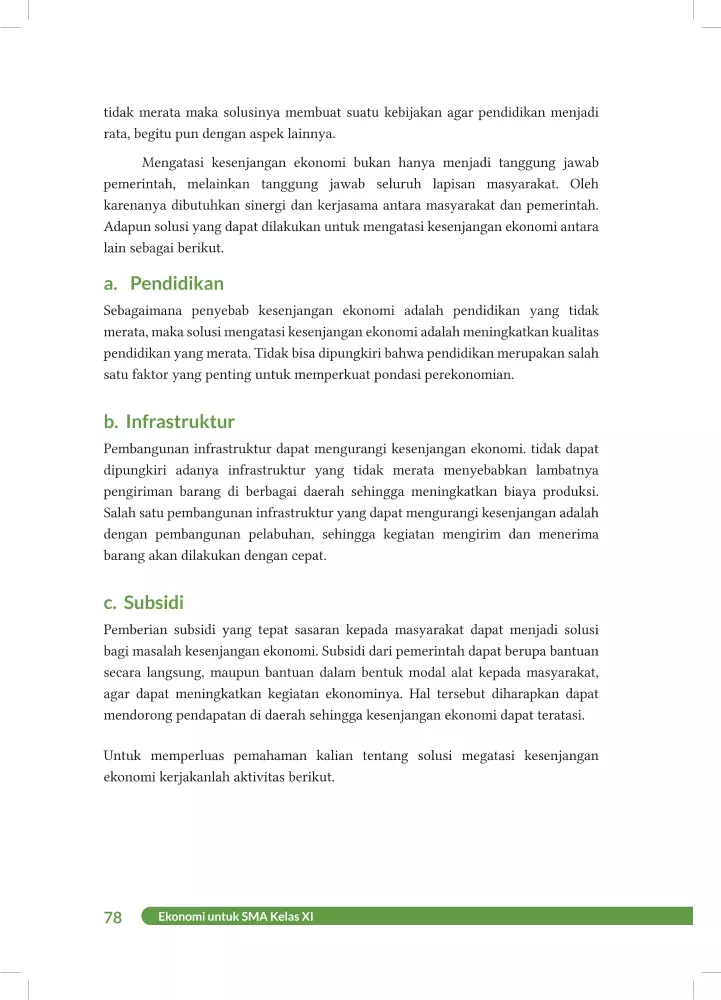 tidak merata maka solusinya membuat suatu kebijakan agar pendidikan menjadi
rata, begitu pun dengan aspek lainnya.
Mengatasi kesenjangan ekonomi bukan hanya menjadi tanggung jawab
pemerintah, melainkan tanggung jawab seluruh lapisan masyarakat. Oleh
karenanya dibutuhkan sinergi dan kerjasama antara masyarakat dan pemerintah.
Adapun solusi yang dapat dilakukan untuk mengatasi kesenjangan ekonomi antara
lain sebagai berikut.
a. Pendidikan
Sebagaimana penyebab kesenjangan ekonomi adalah pendidikan yang tidak
merata, maka solusi mengatasi kesenjangan ekonomi adalah meningkatkan kualitas
pendidikan yang merata. Tidak bisa dipungkiri bahwa pendidikan merupakan salah
satu faktor yang penting untuk memperkuat pondasi perekonomian.
b. Infrastruktur
Pembangunan infrastruktur dapat mengurangi kesenjangan ekonomi. tidak dapat
dipungkiri adanya infrastruktur yang tidak merata menyebabkan lambatnya
pengiriman barang di berbagai daerah sehingga meningkatkan biaya produksi.
Salah satu pembangunan infrastruktur yang dapat mengurangi kesenjangan adalah
dengan pembangunan pelabuhan, sehingga kegiatan mengirim dan menerima
barang akan dilakukan dengan cepat.
c. Subsidi
Pemberian subsidi yang tepat sasaran kepada masyarakat dapat menjadi solusi
bagi masalah kesenjangan ekonomi. Subsidi dari pemerintah dapat berupa bantuan
secara langsung, maupun bantuan dalam bentuk modal alat kepada masyarakat,
agar dapat meningkatkan kegiatan ekonominya. Hal tersebut diharapkan dapat
mendorong pendapatan di daerah sehingga kesenjangan ekonomi dapat teratasi.
Untuk memperluas pemahaman kalian tentang solusi megatasi kesenjangan
ekonomi kerjakanlah aktivitas berikut.
78 Ekonomi untuk SMA Kelas XI